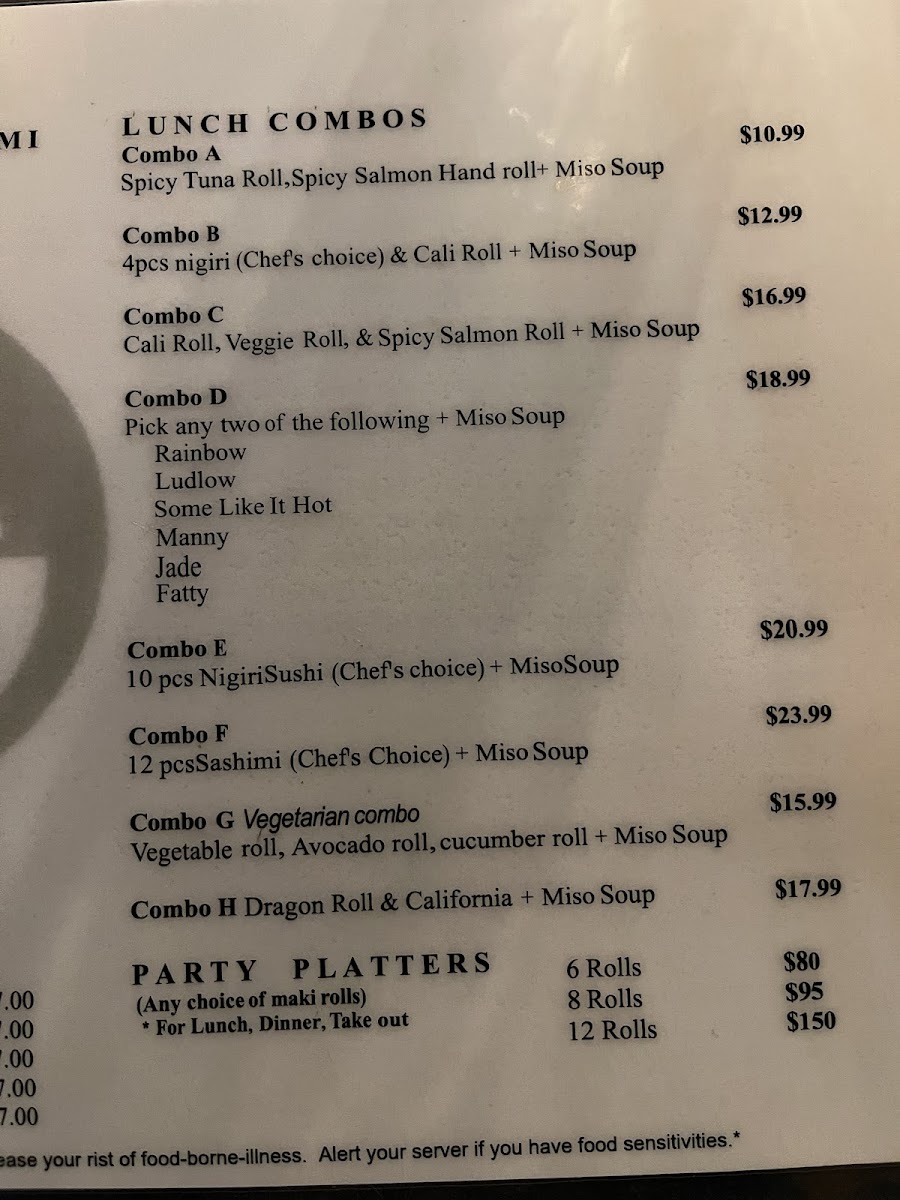 MI
LUNCH COMBOS
Combo A $10.99
Spicy Tuna Roll,Spicy Salmon Hand roll+ Miso Soup
Combo B $12.99
4pcs nigiri (Chef's choice) & Cali Roll + Miso Soup
Combo C $16.99
Cali Roll, Veggie Roll, & Spicy Salmon Roll + Miso Soup
Combo D $18.99
Pick any two of the following + Miso Soup
Rainbow
Ludlow
Some Like It Hot
Manny
Jade
Fatty
Combo E $20.99
10 pcs NigiriSushi (Chef's choice) + MisoSoup
Combo F $23.99
12 pcsSashimi (Chef's Choice) + Miso Soup
Combo G Vegetarian combo $15.99
Vegetable roll, Avocado roll, cucumber roll + Miso Soup
Combo H Dragon Roll & California + Miso Soup $17.99
PARTY PLATTERS 6 Rolls $80
(Any choice of maki rolls) 8 Rolls $95
* For Lunch, Dinner, Take out 12 Rolls $150
.00
.00
.00
7.00
7.00
ease your rist of food-borne-illness. Alert your server if you have food sensitivities.*